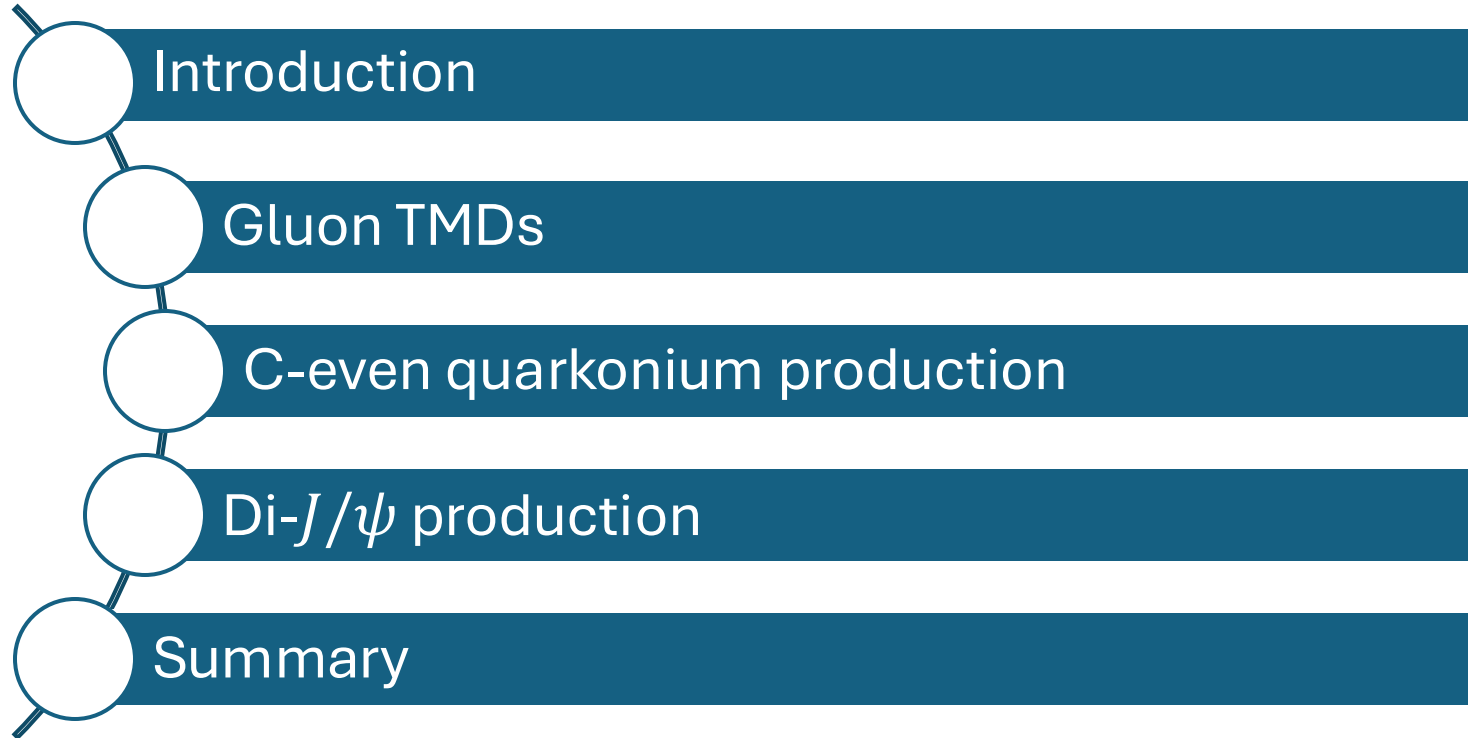 Introduction
Gluon TMDs
C-even quarkonium production
Di-𝐽/𝜓 production
Summary